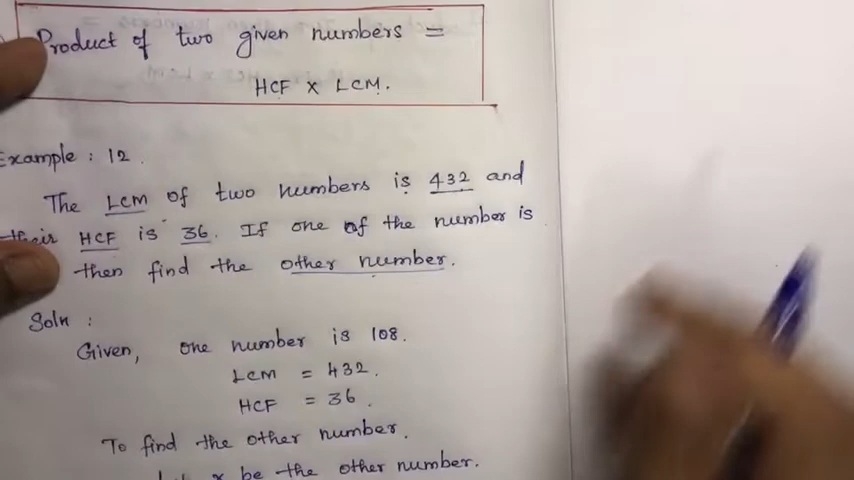 Product of two given numbers =
HCF x LCM.
Example : 12.
The LCM of two numbers is 432 and
their HCF is 36. If one of the number is
then find the other number.
Soln :
Given, one number is 108.
LCM = 432.
HCF = 36.
To find the other number.
x be the other number.